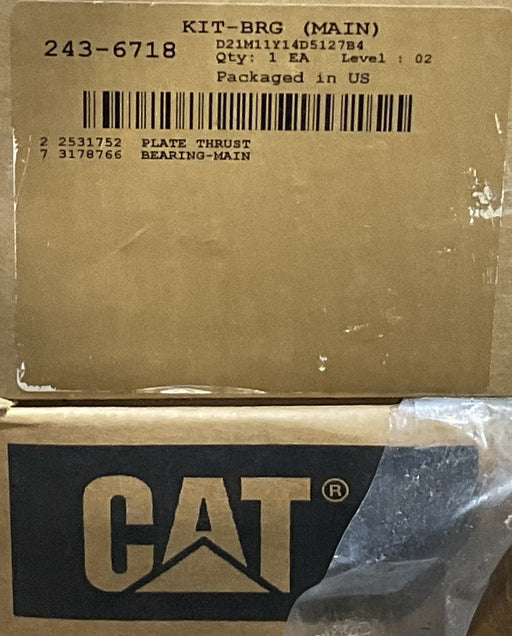 KIT-BRG (MAIN)
243-6718
D21M11Y14D5127B4
Qty: 1 EA Level : 02
Packaged in US
2 2531752 PLATE THRUST
7 3178766 BEARING-MAIN
CAT®